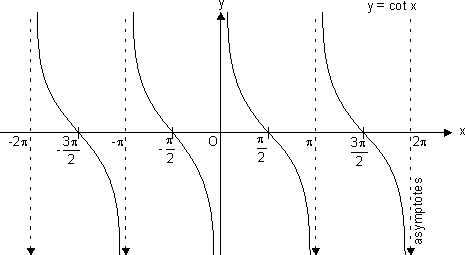 y
y = cot x
x
-2π
-3π/2
-π
-π/2
O
π/2
π
3π/2
2π
asymptotes